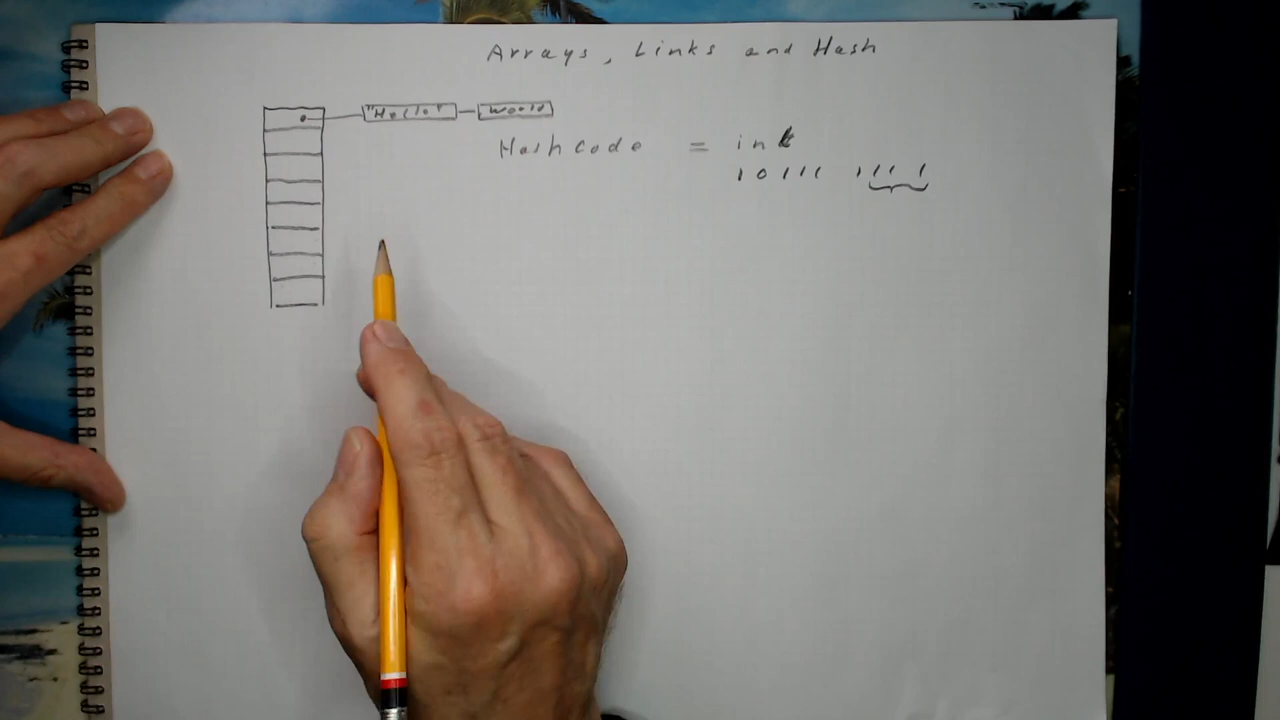 Arrays, Links and Hash
"Hello" World
HashCode = int
10111 1111